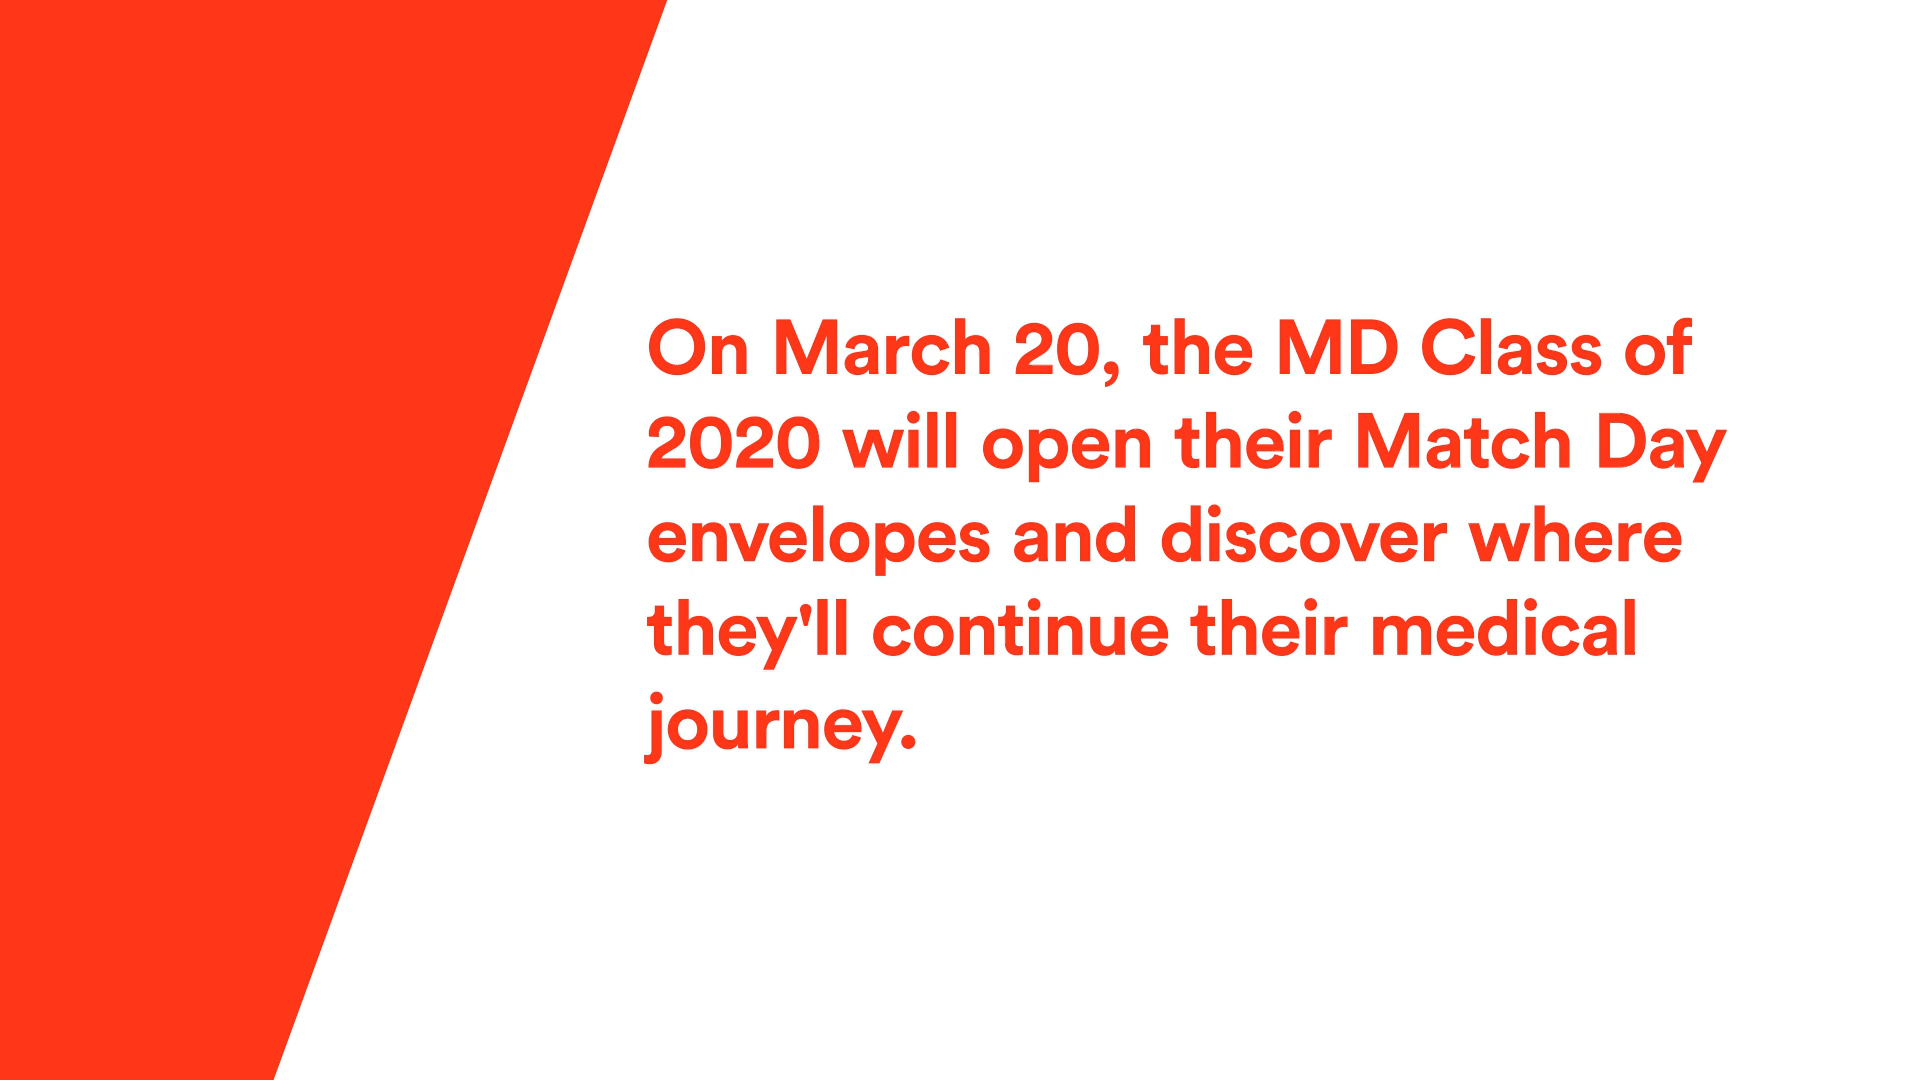 On March 20, the MD Class of
2020 will open their Match Day
envelopes and discover where
they'll continue their medical
journey.